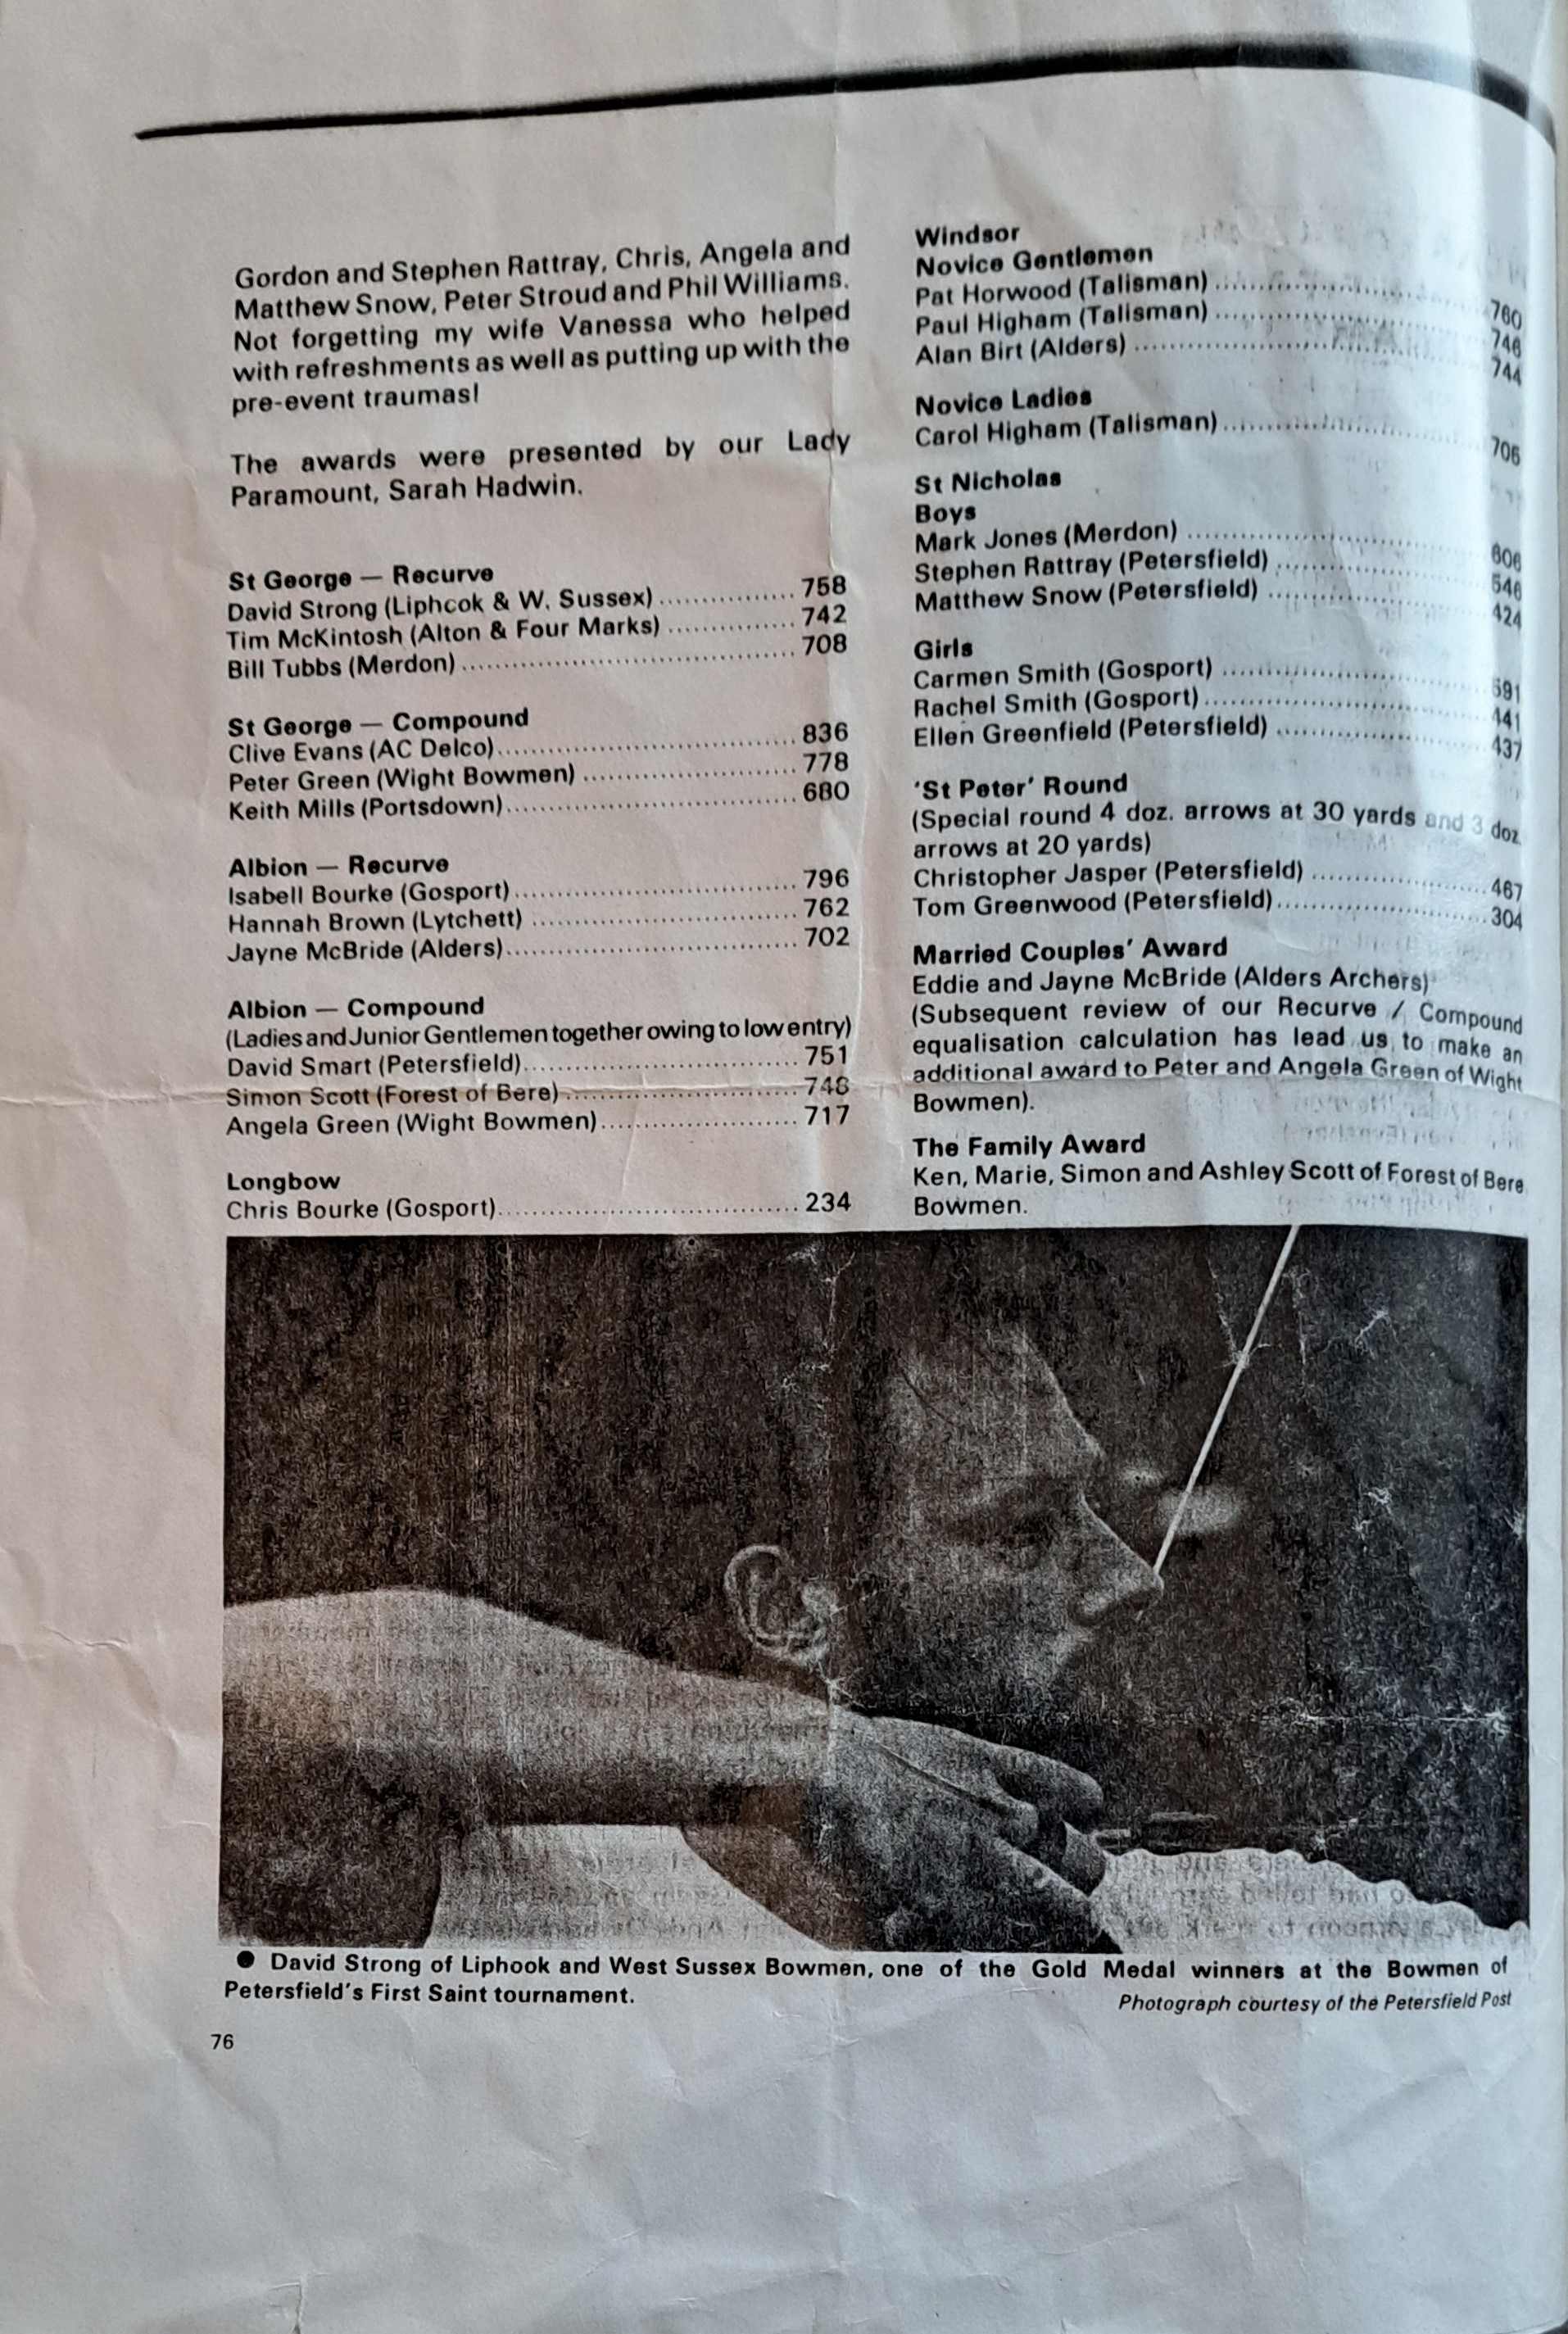 Gordon and Stephen Rattray, Chris, Angela and
Matthew Snow, Peter Stroud and Phil Williams.
Not forgetting my wife Vanessa who helped
with refreshments as well as putting up with the
pre-event traumas!
The awards were presented by our Lady
Paramount, Sarah Hadwin.
St George — Recurve
David Strong (Liphcok & W. Sussex) ............... 758
Tim McKintosh (Alton & Four Marks) .............. 742
Bill Tubbs (Merdon) ..................................... 708
St George — Compound
Clive Evans (AC Delco) ................................. 836
Peter Green (Wight Bowmen) ........................ 778
Keith Mills (Portsdown) ................................ 680
Albion — Recurve
Isabell Bourke (Gosport) ............................... 796
Hannah Brown (Lytchett) ............................. 762
Jayne McBride (Alders) ................................ 702
Albion — Compound
(Ladies and Junior Gentlemen together owing to low entry)
David Smart (Petersfield) .............................. 751
Simon Scott (Forest of Bere) ......................... 748
Angela Green (Wight Bowmen) ...................... 717
Longbow
Chris Bourke (Gosport) ................................. 234
Windsor
Novice Gentlemen
Pat Horwood (Talisman) ............................... 760
Paul Higham (Talisman) ............................... 746
Alan Birt (Alders) ........................................ 744
Novice Ladies
Carol Higham (Talisman) .............................. 706
St Nicholas
Boys
Mark Jones (Merdon) ................................... 606
Stephen Rattray (Petersfield) ........................ 546
Matthew Snow (Petersfield) .......................... 424
Girls
Carmen Smith (Gosport) .............................. 591
Rachel Smith (Gosport) ................................ 441
Ellen Greenfield (Petersfield) ........................ 437
‘St Peter’ Round
(Special round 4 doz. arrows at 30 yards and 3 doz
arrows at 20 yards)
Christopher Jasper (Petersfield) ..................... 467
Tom Greenwood (Petersfield) ........................ 304
Married Couples’ Award
Eddie and Jayne McBride (Alders Archers)
(Subsequent review of our Recurve / Compound
equalisation calculation has lead us to make an
additional award to Peter and Angela Green of Wight
Bowmen).
The Family Award
Ken, Marie, Simon and Ashley Scott of Forest of Bere
Bowmen.
● David Strong of Liphook and West Sussex Bowmen, one of the Gold Medal winners at the Bowmen of
Petersfield's First Saint tournament.
Photograph courtesy of the Petersfield Post
76